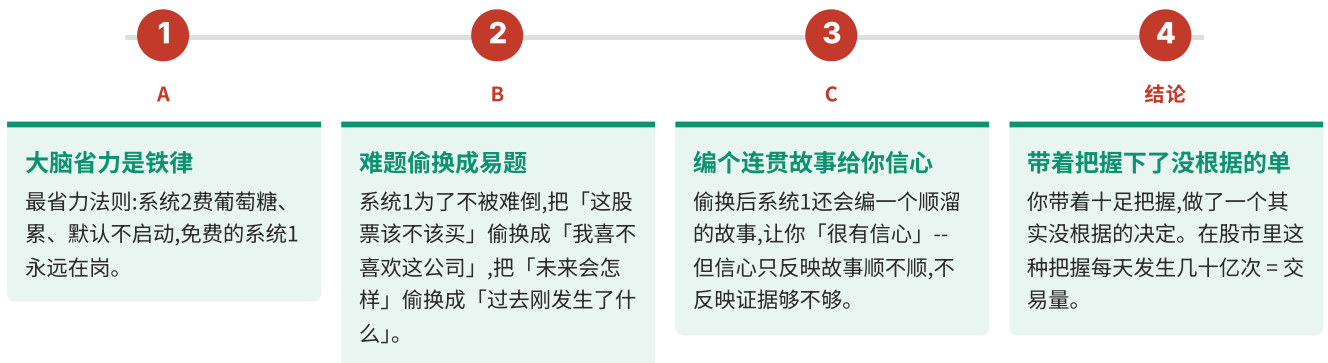 1
A
大脑省力是铁律
最省力法则:系统2费葡萄糖、
累、默认不启动,免费的系统1
永远在岗。
2
B
难题偷换成易题
系统1为了不被难倒,把「这股
票该不该买」偷换成「我喜不
喜欢这公司」,把「未来会怎
样」偷换成「过去刚发生了什
么」。
3
C
编个连贯故事给你信心
偷换后系统1还会编一个顺溜
的故事,让你「很有信心」--
但信心只反映故事顺不顺,不
反映证据够不够。
4
结论
带着把握下了没根据的单
你带着十足把握,做了一个其
实没根据的决定。在股市里这
种把握每天发生几十亿次 = 交
易量。